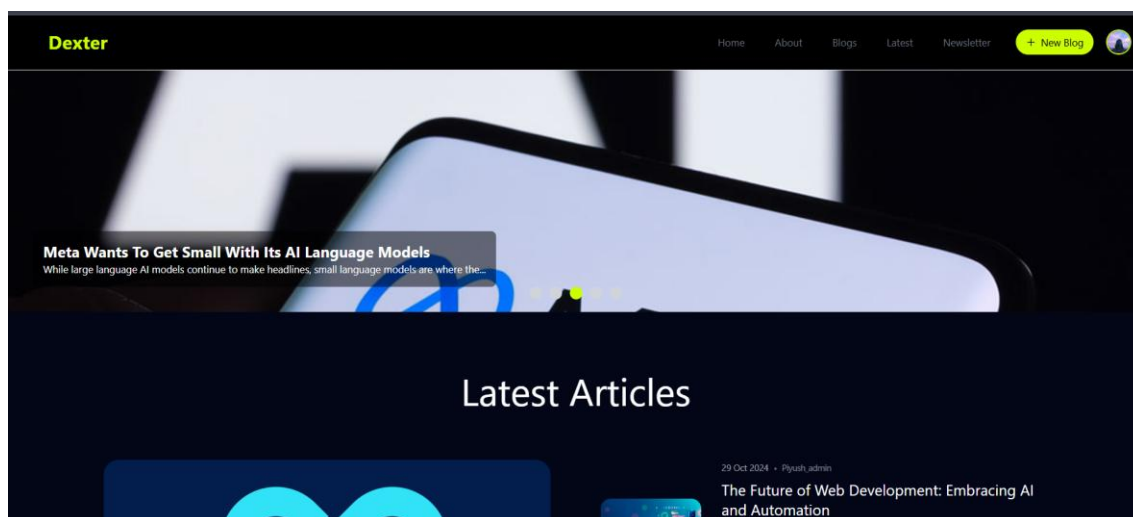 Dexter
Home About Blogs Latest Newsletter + New Blog
Meta Wants To Get Small With Its AI Language Models
While large language AI models continue to make headlines, small language models are where the...
Latest Articles
29 Oct 2024 • Piyush_admin
The Future of Web Development: Embracing AI
and Automation